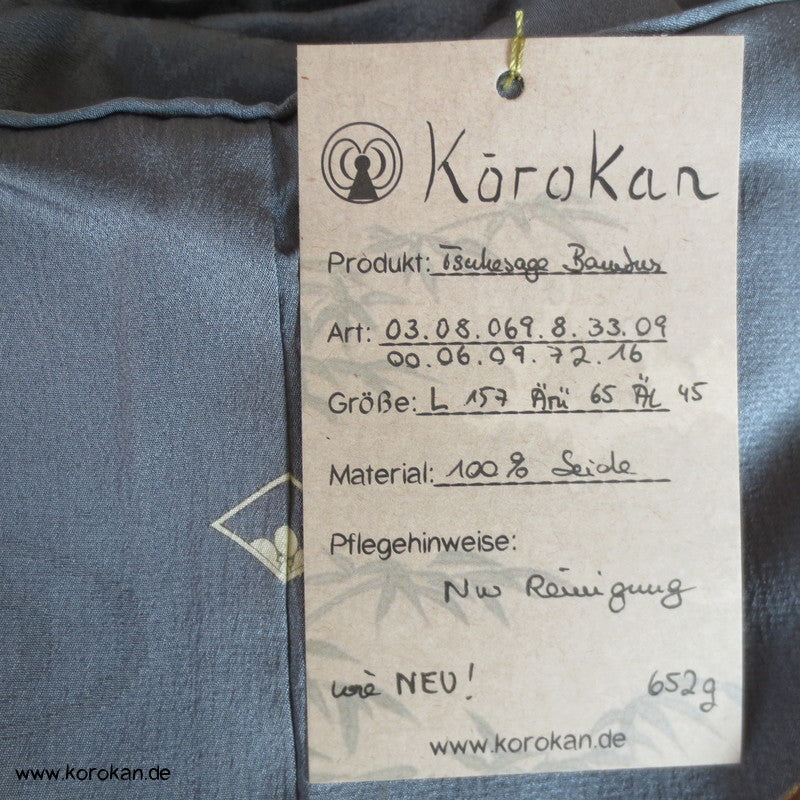 Kōrokan
Produkt: Tsukesage Bambus
Art: 03.08.069.8.33.09
00.06.09.72.16
Größe: L 157 Ärü 65 ÄL 45
Material: 100% Seide
Pflegehinweise:
Nur Reinigung
wie NEU! 652g
www.korokan.de
www.korokan.de